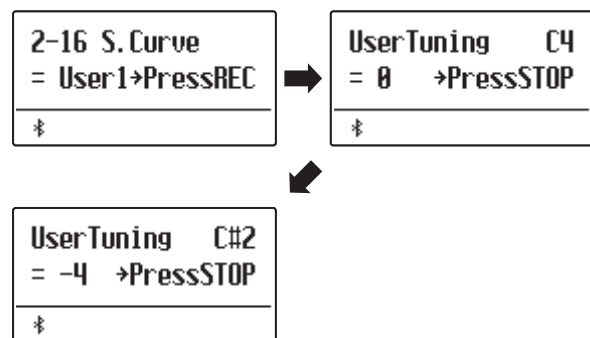 2-16 S.Curve
= User1→PressREC
UserTuning C4
= 0 →PressSTOP
UserTuning C#2
= -4 →PressSTOP